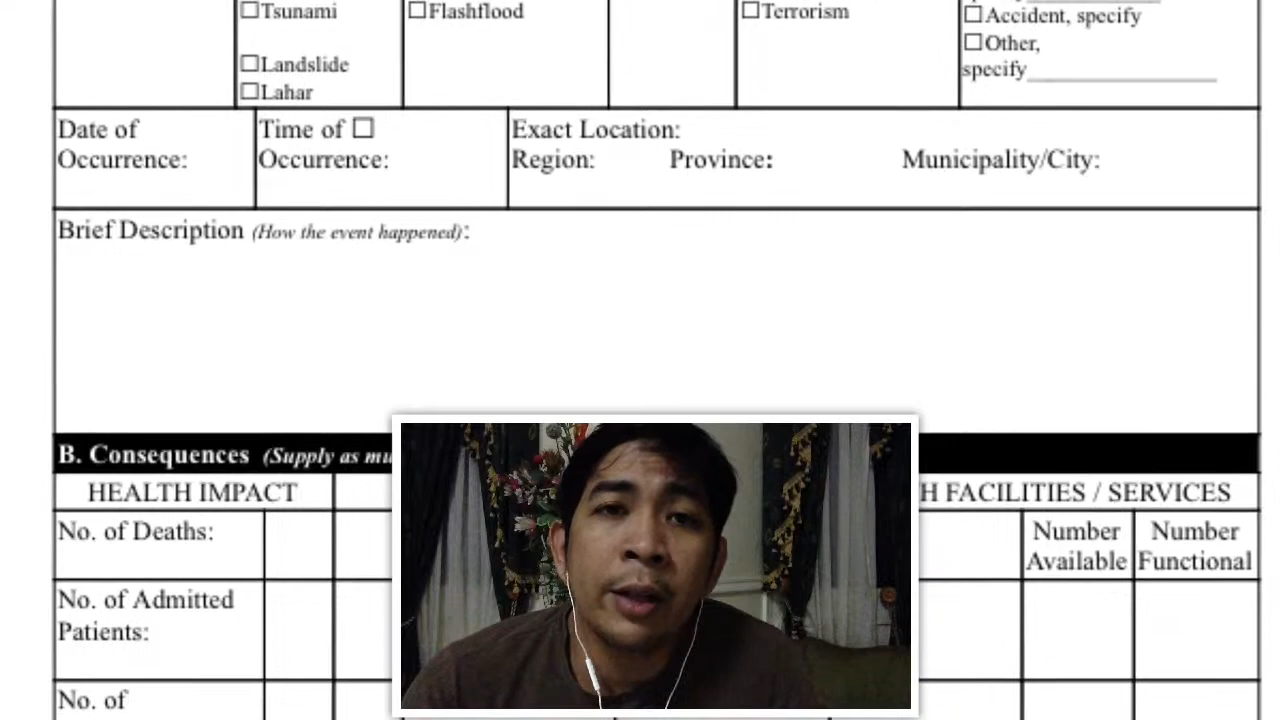 ☐Tsunami ☐Flashflood ☐Terrorism
☐Accident, specify
☐Other,
☐Landslide
specify
☐Lahar
Date of Time of ☐ Exact Location:
Occurrence: Occurrence: Region: Province: Municipality/City:
Brief Description (How the event happened):
B. Consequences (Supply as
HEALTH IMPACT FACILITIES / SERVICES
No. of Deaths: Number Number
Available Functional
No. of Admitted
Patients:
No. of